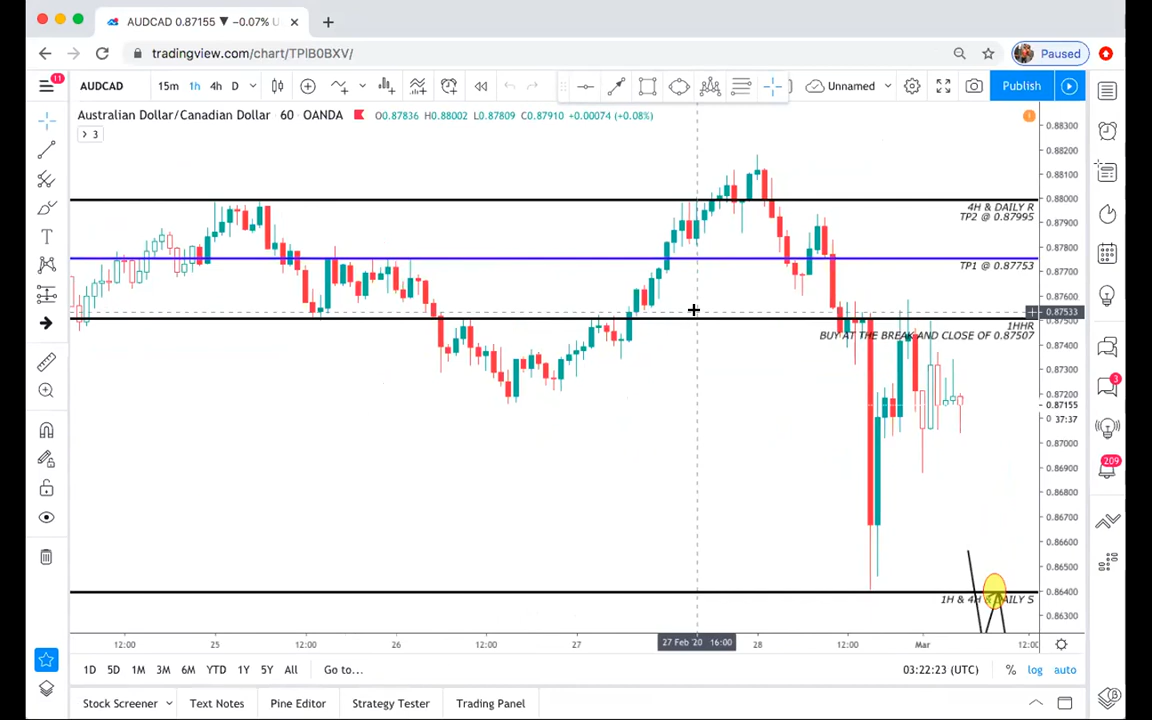 AUDCAD 0.87155 ▼ −0.07% U
tradingview.com/chart/TPIB0BXV/
Paused
11
AUDCAD 15m 1h 4h D
Unnamed
Publish
Australian Dollar/Canadian Dollar 60 OANDA O0.87836 H0.88002 L0.87809 C0.87910 +0.00074 (+0.08%)
3
0.88300
0.88200
0.88100
0.88000
0.87900
0.87800
0.87700
0.87600
0.87533
0.87500
0.87400
0.87300
0.87200
0.87155
37:37
0.87000
0.86900
0.86800
0.86700
0.86600
0.86500
0.86400
0.86300
4H & DAILY R
TP2 @ 0.87995
TP1 @ 0.87753
1HHR
BUY AT THE BREAK AND CLOSE OF 0.87507
1H & 4H & DAILY S
3
209
12:00 25 12:00 26 12:00 27 27 Feb '20 16:00 28 12:00 Mar 12:00
1D 5D 1M 3M 6M YTD 1Y 5Y All Go to... 03:22:23 (UTC) % log auto
Stock Screener Text Notes Pine Editor Strategy Tester Trading Panel